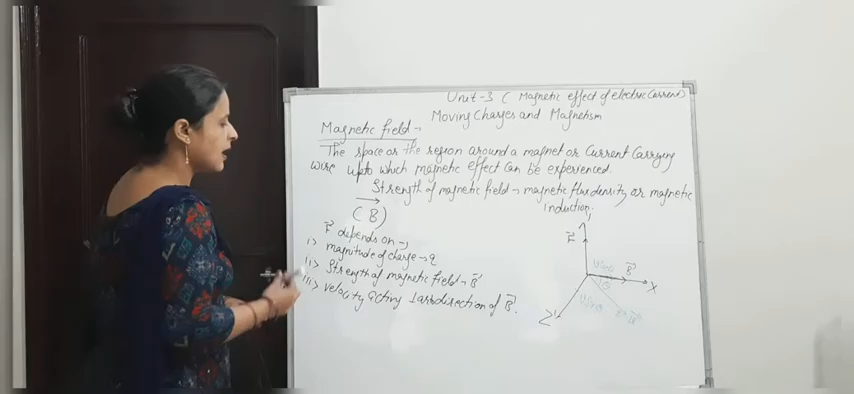 Unit-3 ( Magnetic effect of electric current)
Moving Charges and Magnetism
Magnetic field→
The space or the region around a magnet or Current Carrying
wire upto which magnetic effect can be experienced.
Strength of magnetic field → magnetic flux density or magnetic
induction.
(B)
F depends on →
i) magnitude of charge → q
ii) Strength of magnetic field → B
iii) velocity acting direction of B.
Y
F
B
θ
X
Z